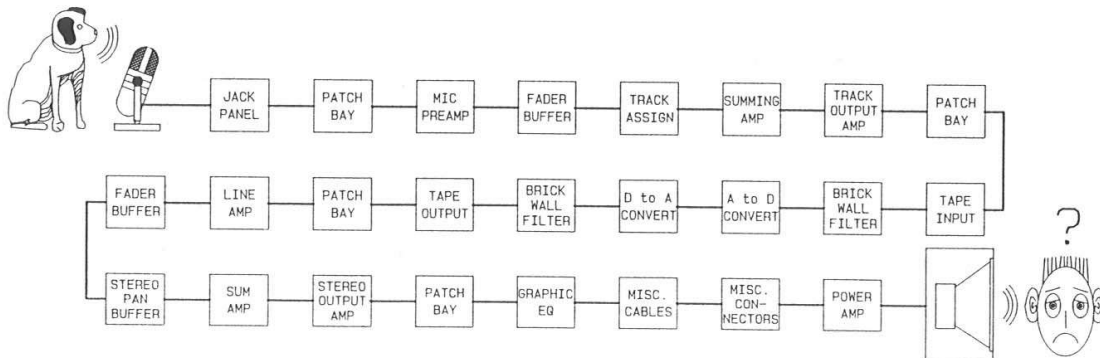 JACK
PANEL
PATCH
BAY
MIC
PREAMP
FADER
BUFFER
TRACK
ASSIGN
SUMMING
AMP
TRACK
OUTPUT
AMP
PATCH
BAY
TAPE
INPUT
BRICK
WALL
FILTER
A to D
CONVERT
D to A
CONVERT
BRICK
WALL
FILTER
TAPE
OUTPUT
PATCH
BAY
LINE
AMP
FADER
BUFFER
STEREO
PAN
BUFFER
SUM
AMP
STEREO
OUTPUT
AMP
PATCH
BAY
GRAPHIC
EQ
MISC.
CABLES
MISC.
CON-
NECTORS
POWER
AMP
?